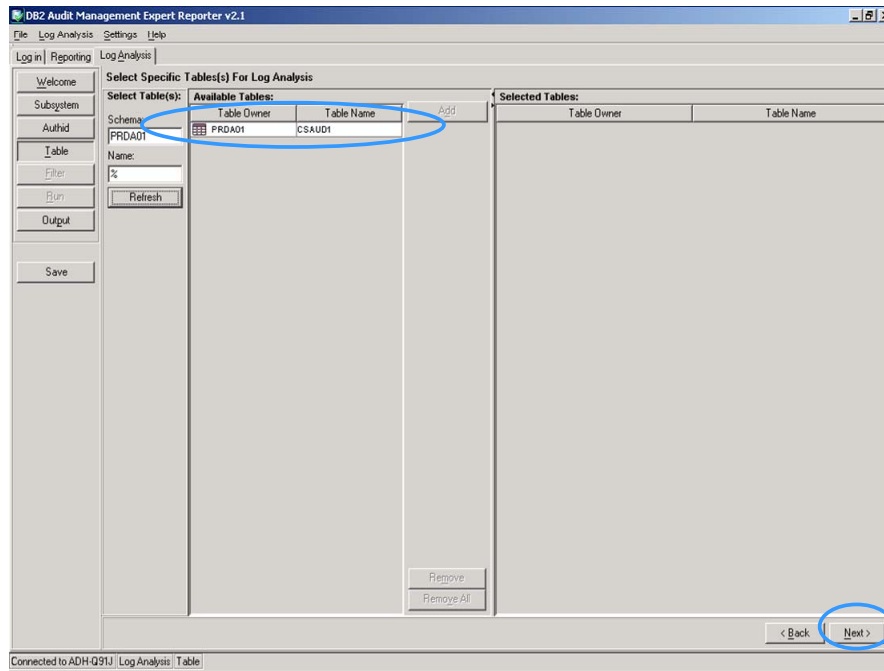 DB2 Audit Management Expert Reporter v2.1
File Log Analysis Settings Help
Log in Reporting Log Analysis
Welcome
Subsystem
Authid
Table
Filter
Run
Output
Save
Select Specific Tables(s) For Log Analysis
Select Table(s):
Schema:
PRDA01
Name:
%
Refresh
Available Tables:
Table Owner Table Name
PRDA01 CSAUD1
Add
Remove
Remove All
Selected Tables:
Table Owner Table Name
< Back Next >
Connected to ADH-Q91J Log Analysis Table